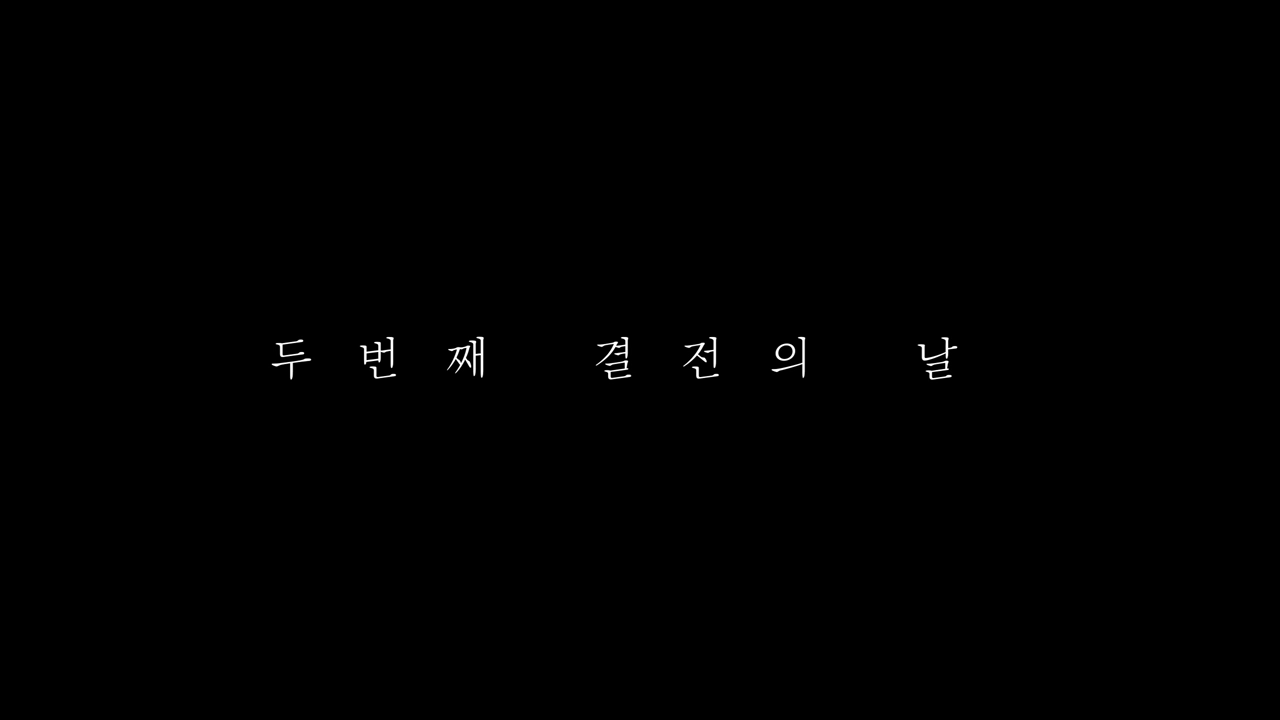 두 번 째 결 전 의 날